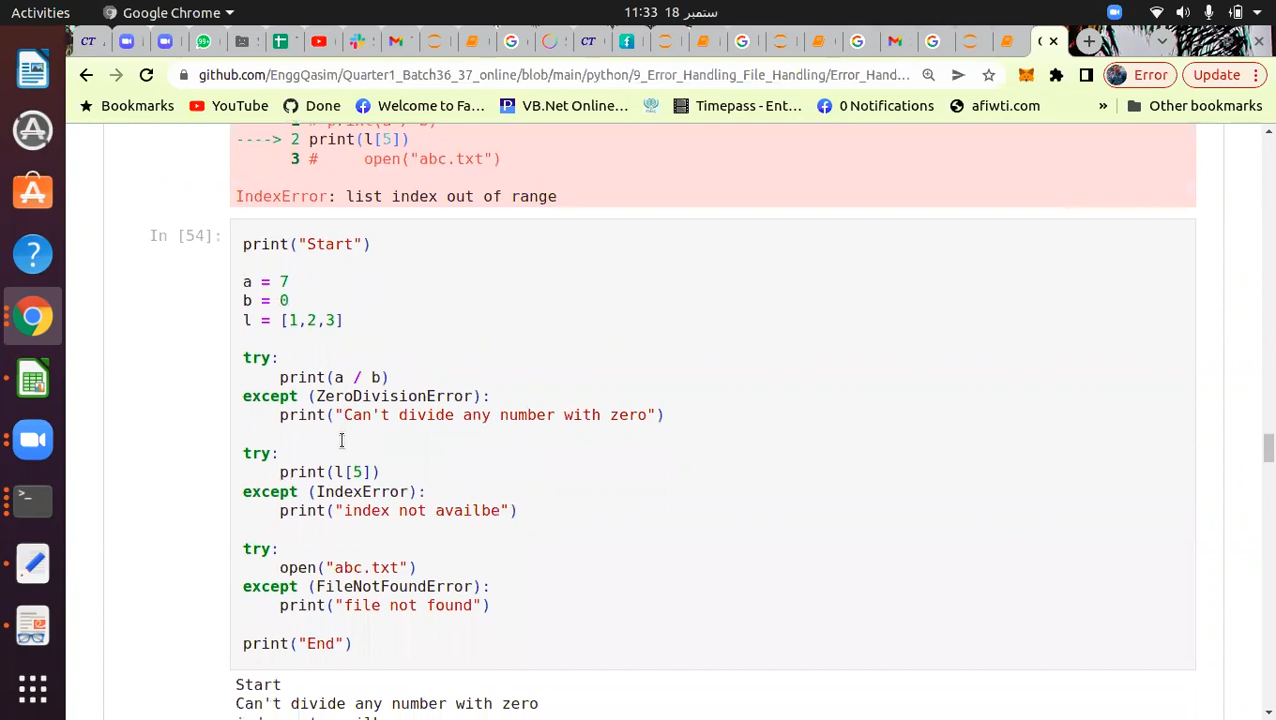 Activities
Google Chrome
11:33 18 ستمبر
CT
CT
github.com/EnggQasim/Quarter1_Batch36_37_online/blob/main/python/9_Error_Handling_File_Handling/Error_Hand...
Error
Update
Bookmarks
YouTube
Done
Welcome to Fa...
VB.Net Online...
Timepass - Ent...
0 Notifications
afiwti.com
»
Other bookmarks
1 # print(a / b)
----> 2 print(l[5])
3 #     open("abc.txt")
IndexError: list index out of range
In [54]:
print("Start")
a = 7
b = 0
l = [1,2,3]
try:
print(a / b)
except (ZeroDivisionError):
print("Can't divide any number with zero")
try:
print(l[5])
except (IndexError):
print("index not availbe")
try:
open("abc.txt")
except (FileNotFoundError):
print("file not found")
print("End")
Start
Can't divide any number with zero